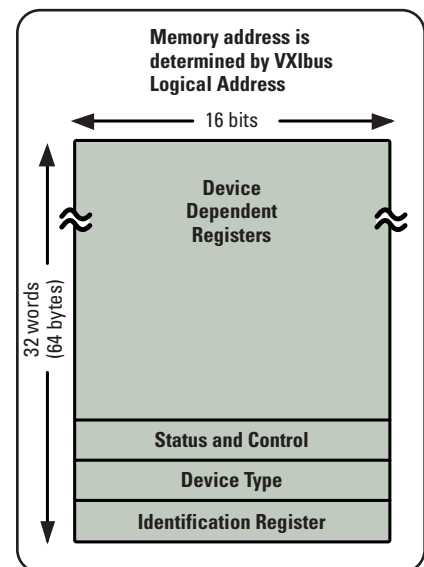 Memory address is
determined by VXIbus
Logical Address
16 bits
Device
Dependent
Registers
32 words
(64 bytes)
Status and Control
Device Type
Identification Register